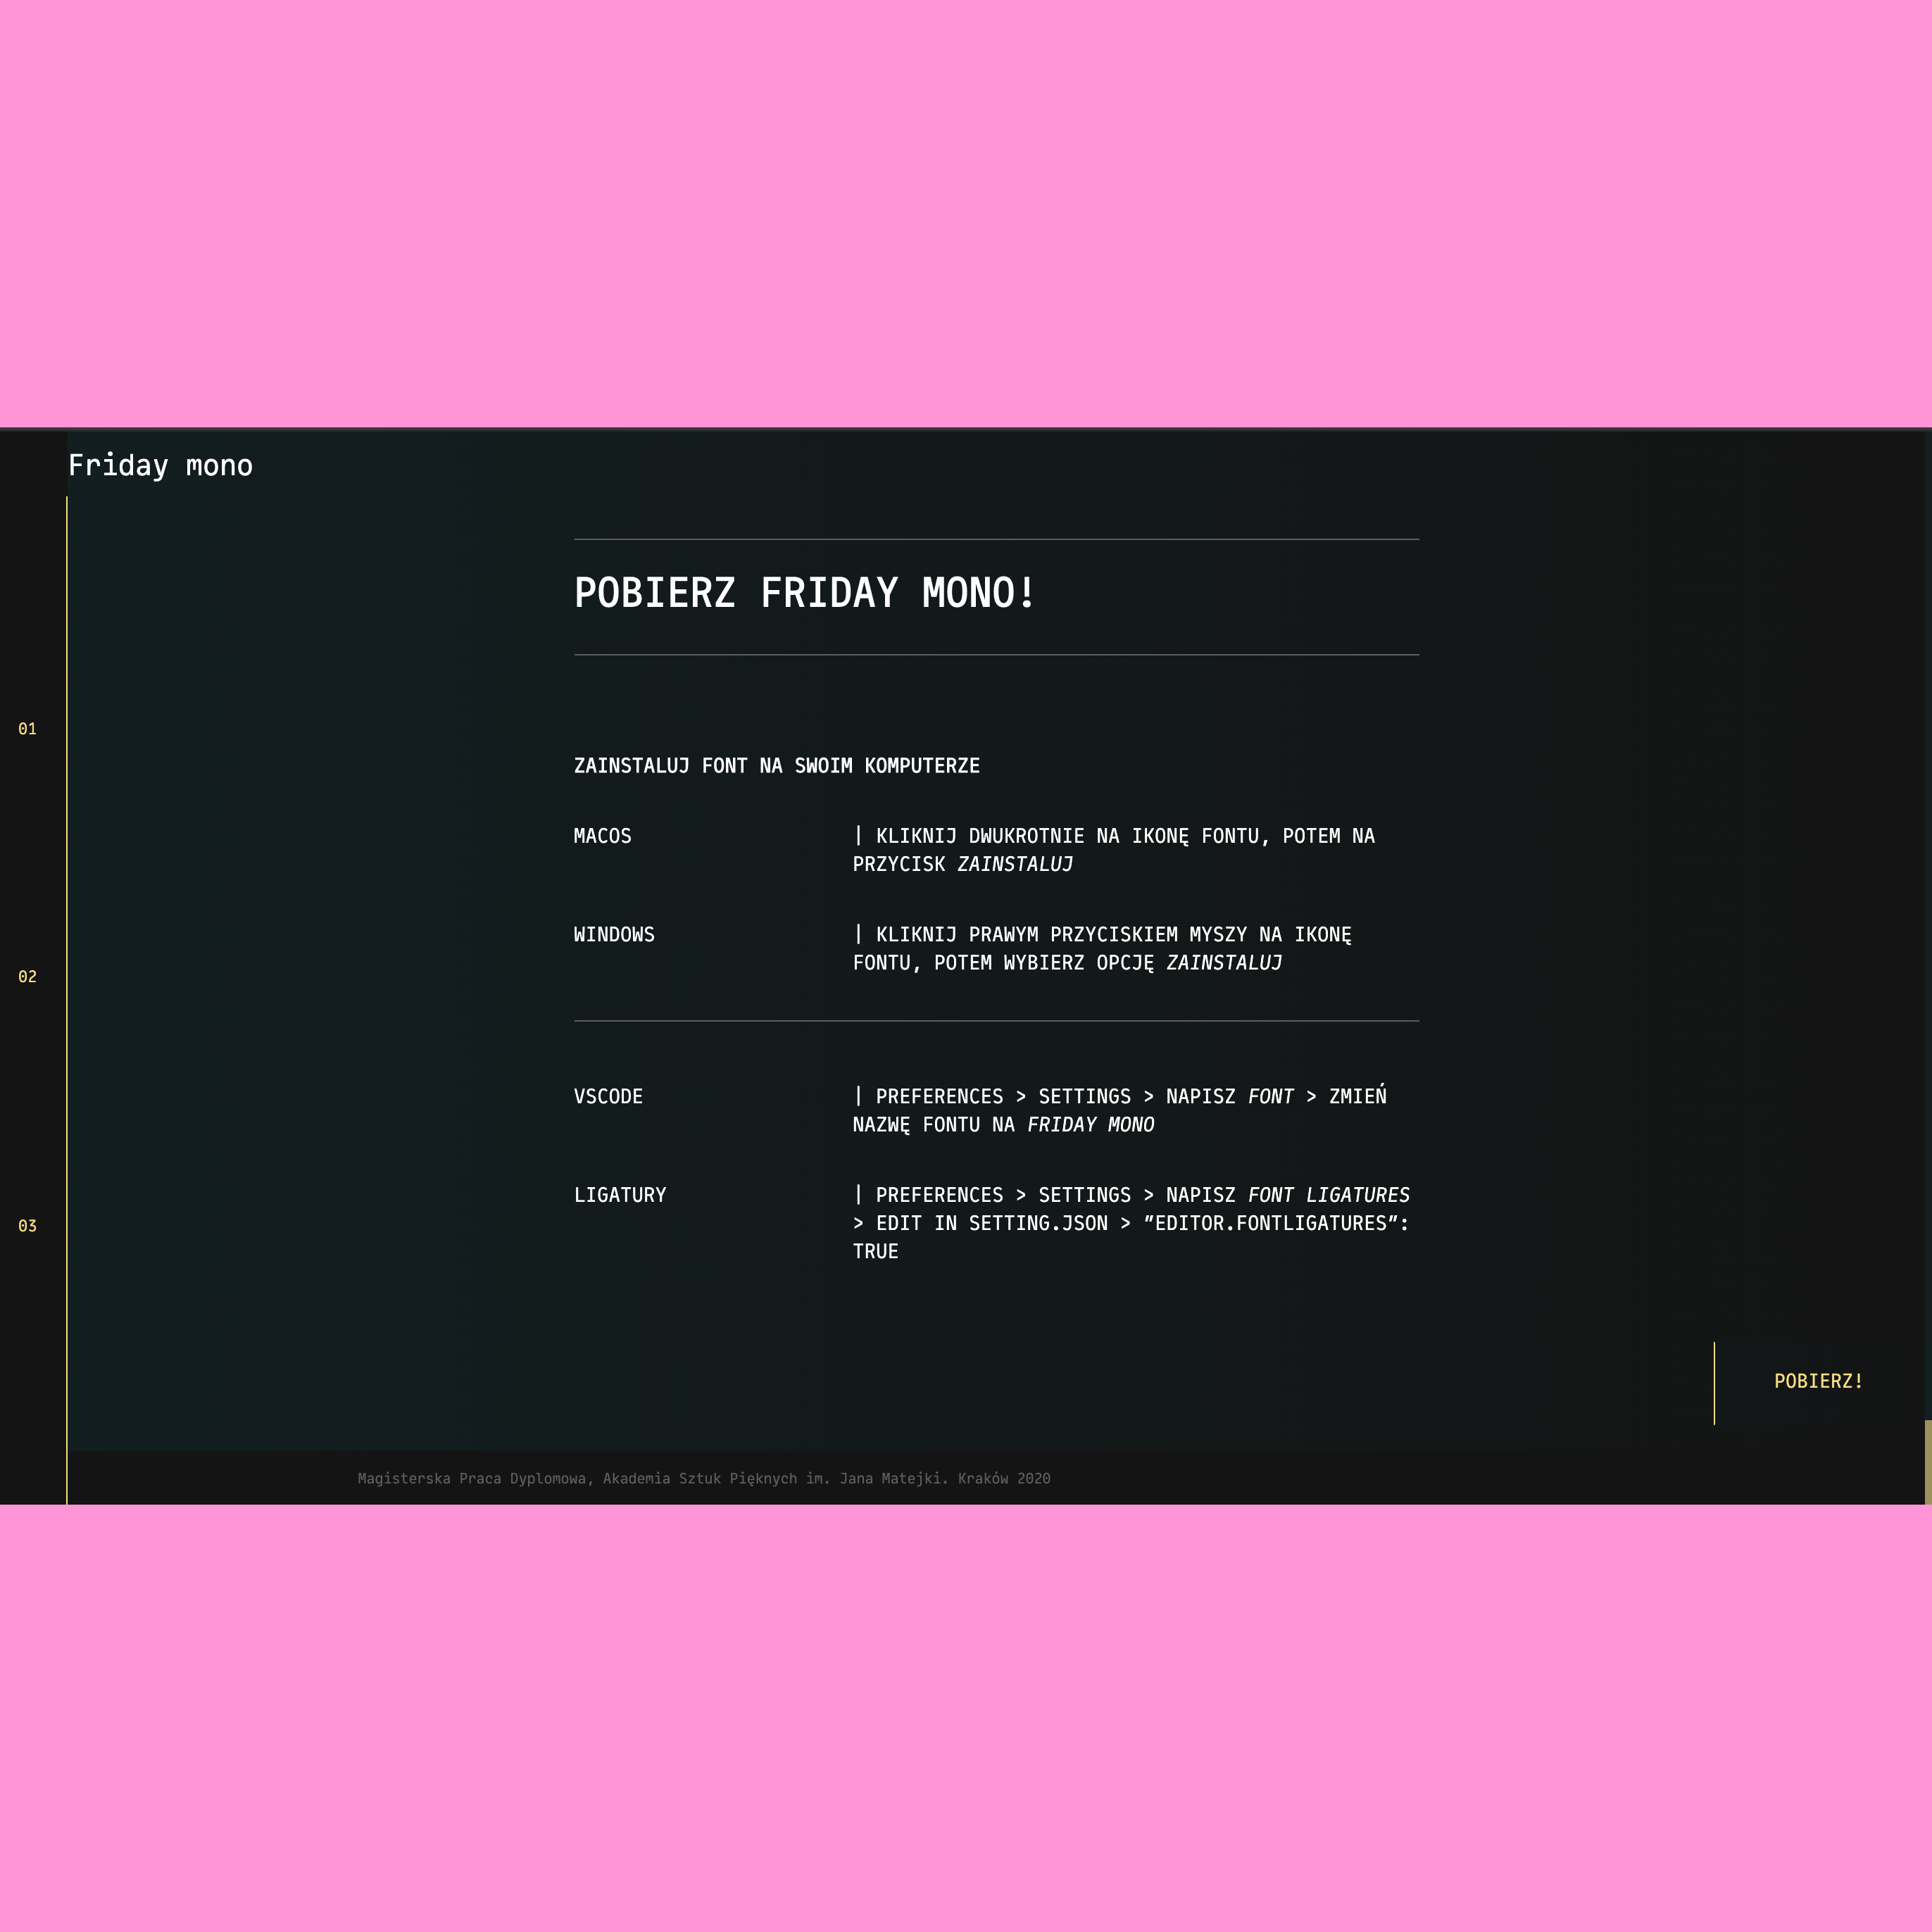 Friday mono
POBIERZ FRIDAY MONO!
01
ZAINSTALUJ FONT NA SWOIM KOMPUTERZE
MACOS
| KLIKNIJ DWUKROTNIE NA IKONĘ FONTU, POTEM NA
PRZYCISK ZAINSTALUJ
WINDOWS
| KLIKNIJ PRAWYM PRZYCISKIEM MYSZY NA IKONĘ
FONTU, POTEM WYBIERZ OPCJĘ ZAINSTALUJ
02
VSCODE
| PREFERENCES > SETTINGS > NAPISZ FONT > ZMIEŃ
NAZWĘ FONTU NA FRIDAY MONO
LIGATURY
| PREFERENCES > SETTINGS > NAPISZ FONT LIGATURES
> EDIT IN SETTING.JSON > ”EDITOR.FONTLIGATURES”:
TRUE
03
POBIERZ!
Magisterska Praca Dyplomowa, Akademia Sztuk Pięknych im. Jana Matejki. Kraków 2020